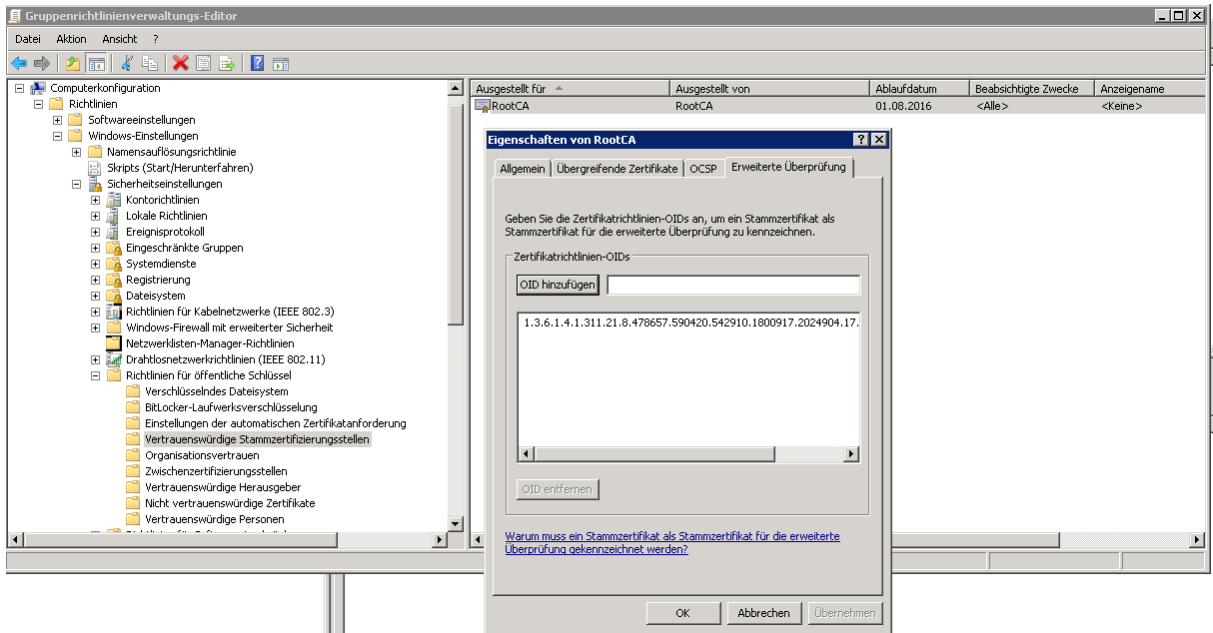 Gruppenrichtlinienverwaltungs-Editor
Datei Aktion Ansicht ?
Computerkonfiguration
Richtlinien
Softwareeinstellungen
Windows-Einstellungen
Namensauflösungsrichtlinie
Skripts (Start/Herunterfahren)
Sicherheitseinstellungen
Kontorichtlinien
Lokale Richtlinien
Ereignisprotokoll
Eingeschränkte Gruppen
Systemdienste
Registrierung
Dateisystem
Richtlinien für Kabelnetzwerke (IEEE 802.3)
Windows-Firewall mit erweiterter Sicherheit
Netzwerklisten-Manager-Richtlinien
Drahtlosnetzwerkrichtlinien (IEEE 802.11)
Richtlinien für öffentliche Schlüssel
Verschlüsselndes Dateisystem
BitLocker-Laufwerksverschlüsselung
Einstellungen der automatischen Zertifikatanforderung
Vertrauenswürdige Stammzertifizierungsstellen
Organisationsvertrauen
Zwischenzertifizierungsstellen
Vertrauenswürdige Herausgeber
Nicht vertrauenswürdige Zertifikate
Vertrauenswürdige Personen
Ausgestellt für Ausgestellt von Ablaufdatum Beabsichtigte Zwecke Anzeigename
RootCA RootCA 01.08.2016 <Alle> <Keine>
Eigenschaften von RootCA
Allgemein Übergreifende Zertifikate OCSP Erweiterte Überprüfung
Geben Sie die Zertifikatrichtlinien-OIDs an, um ein Stammzertifikat als
Stammzertifikat für die erweiterte Überprüfung zu kennzeichnen.
Zertifikatrichtlinien-OIDs
OID hinzufügen
1.3.6.1.4.1.311.21.8.478657.590420.542910.1800917.2024904.17.
OID entfernen
Warum muss ein Stammzertifikat als Stammzertifikat für die erweiterte
Überprüfung gekennzeichnet werden?
OK Abbrechen Übernehmen